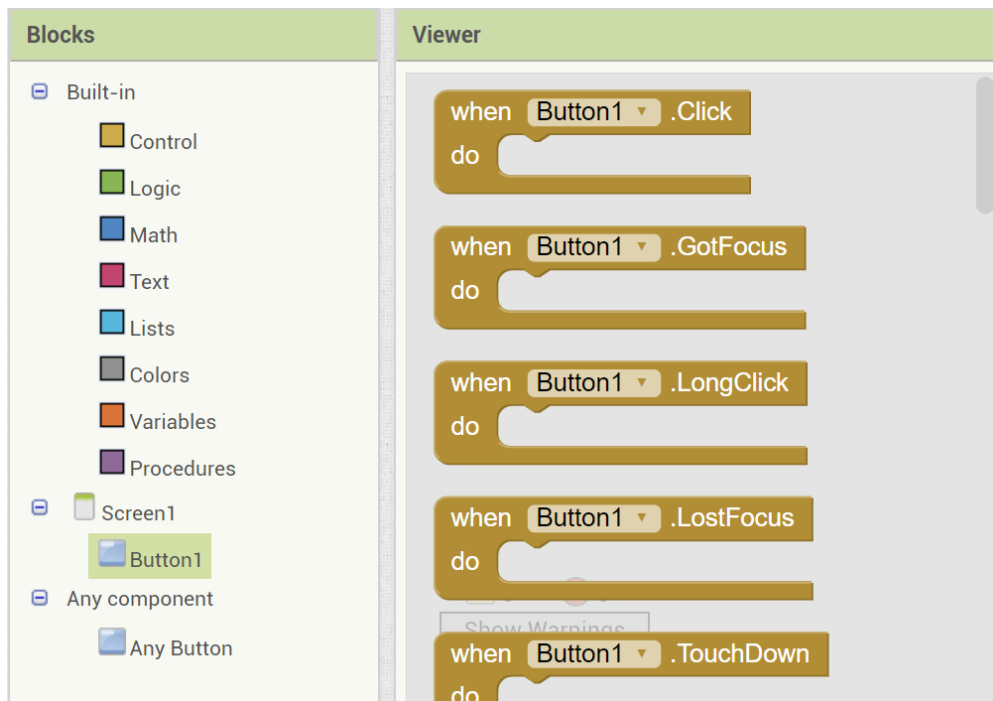 Blocks
Built-in
Control
Logic
Math
Text
Lists
Colors
Variables
Procedures
Screen1
Button1
Any component
Any Button
Viewer
when Button1 .Click
do
when Button1 .GotFocus
do
when Button1 .LongClick
do
when Button1 .LostFocus
do
Show Warnings
when Button1 .TouchDown
do